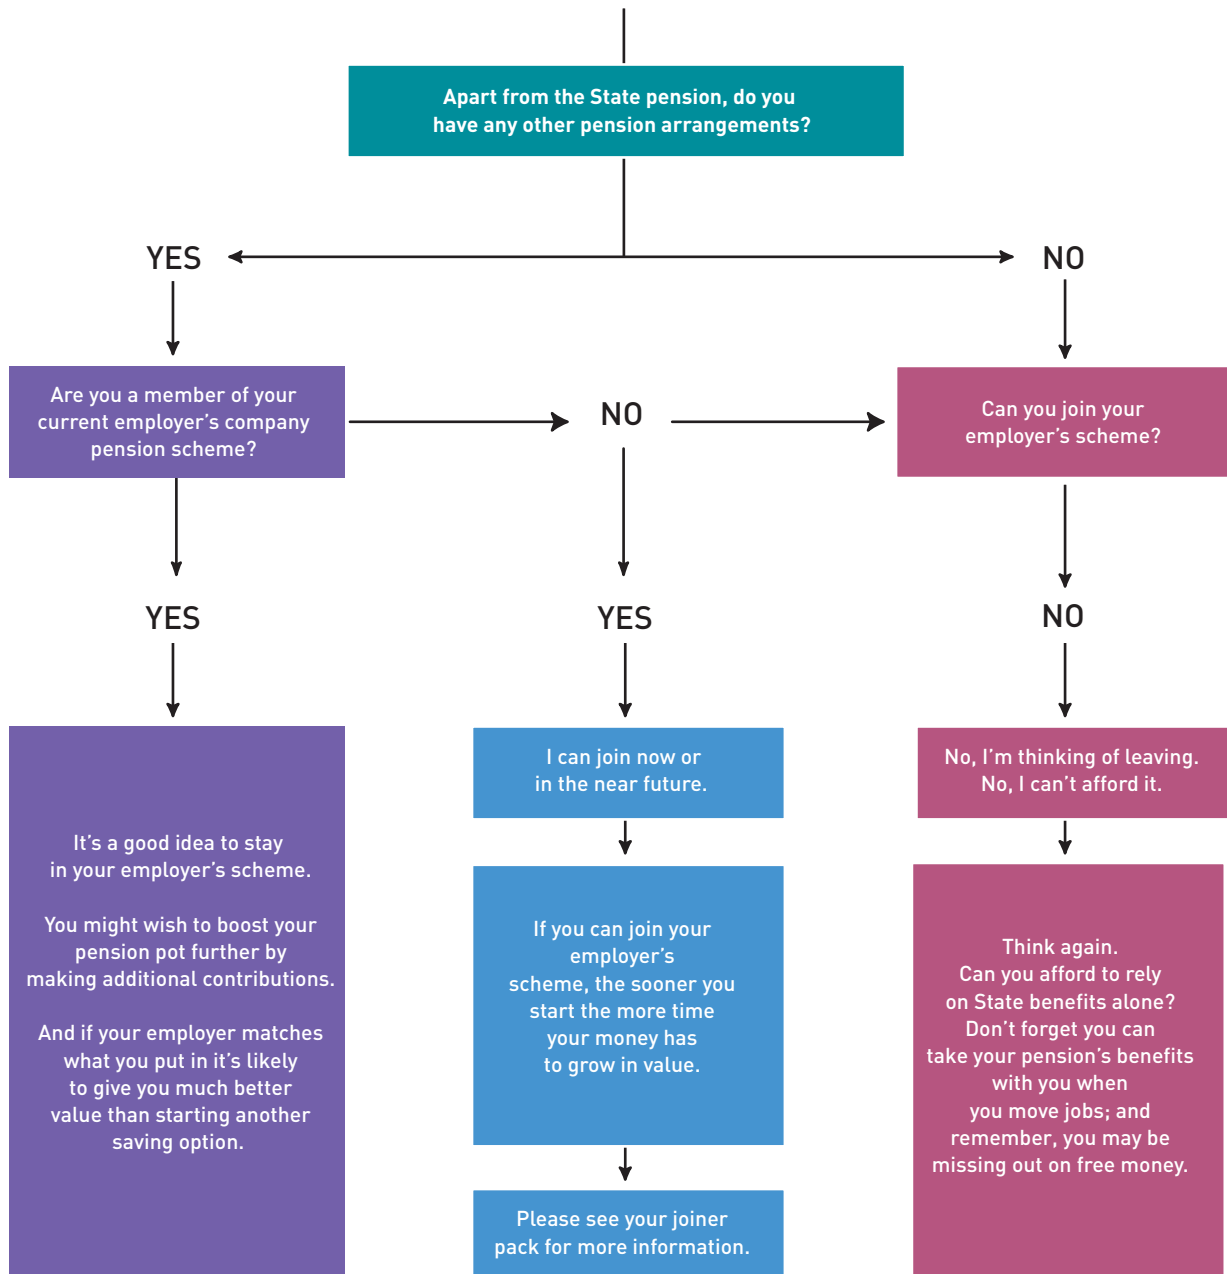 Apart from the State pension, do you
have any other pension arrangements?
YES
NO
Are you a member of your
current employer’s company
pension scheme?
NO
Can you join your
employer’s scheme?
YES
YES
NO
It’s a good idea to stay
in your employer’s scheme.
You might wish to boost your
pension pot further by
making additional contributions.
And if your employer matches
what you put in it’s likely
to give you much better
value than starting another
saving option.
I can join now or
in the near future.
If you can join your
employer’s
scheme, the sooner you
start the more time
your money has
to grow in value.
Please see your joiner
pack for more information.
No, I’m thinking of leaving.
No, I can’t afford it.
Think again.
Can you afford to rely
on State benefits alone?
Don’t forget you can
take your pension’s benefits
with you when
you move jobs; and
remember, you may be
missing out on free money.